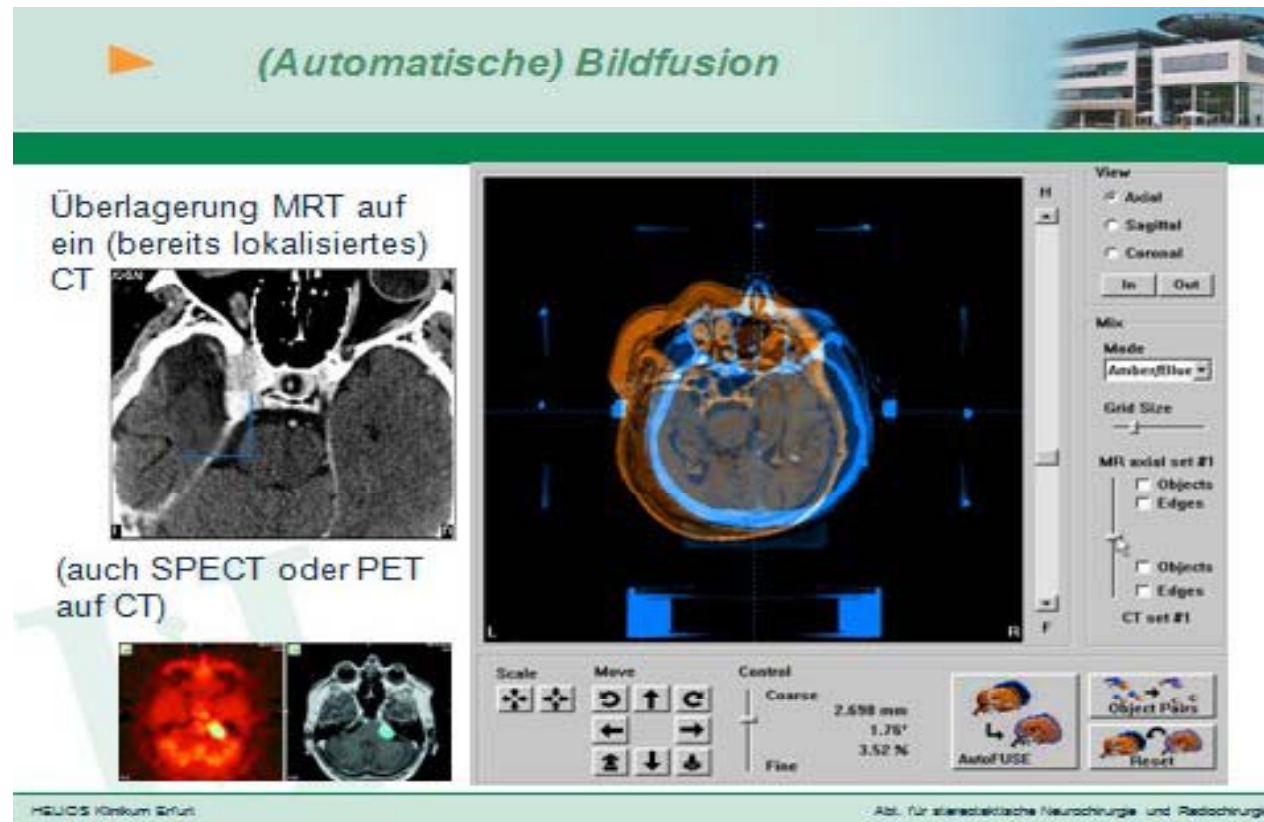 (Automatische) Bildfusion
Überlagerung MRT auf
ein (bereits lokalisiertes)
CT
(auch SPECT oder PET
auf CT)
H
F
L
R
View
Axial
Sagittal
Coronal
In Out
Mix
Mode
Amber/Blue
Grid Size
MR axial set #1
Objects
Edges
Objects
Edges
CT set #1
Scale Move Control
Coarse
2.698 mm
1.76°
3.52 %
Fine
AutoFUSE
Object Pairs
Reset
HELIOS Klinikum Erfurt
Abt. für stereotaktische Neurochirurgie und Radiochirurgie